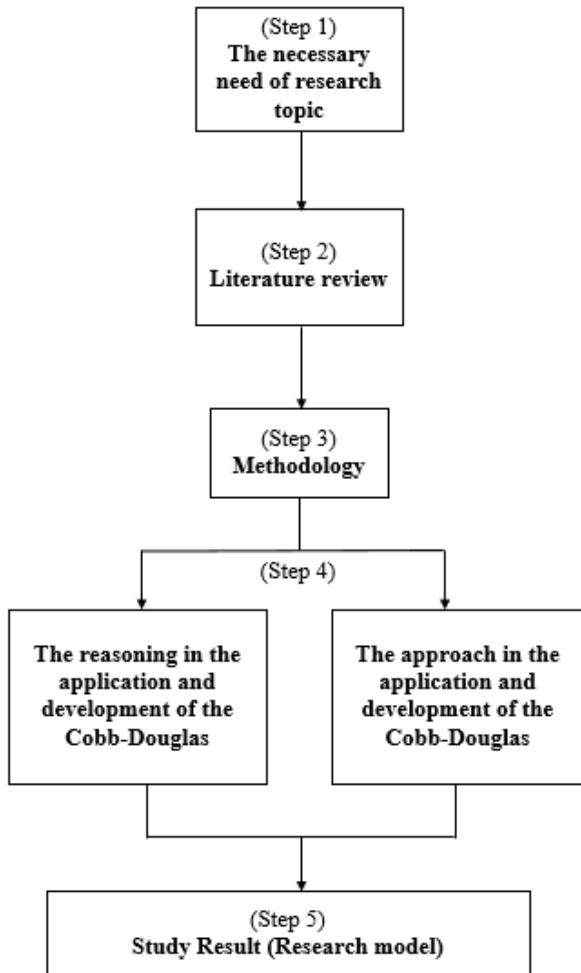 (Step 1)
The necessary
need of research
topic
(Step 2)
Literature review
(Step 3)
Methodology
(Step 4)
The reasoning in the
application and
development of the
Cobb-Douglas
The approach in the
application and
development of the
Cobb-Douglas
(Step 5)
Study Result (Research model)